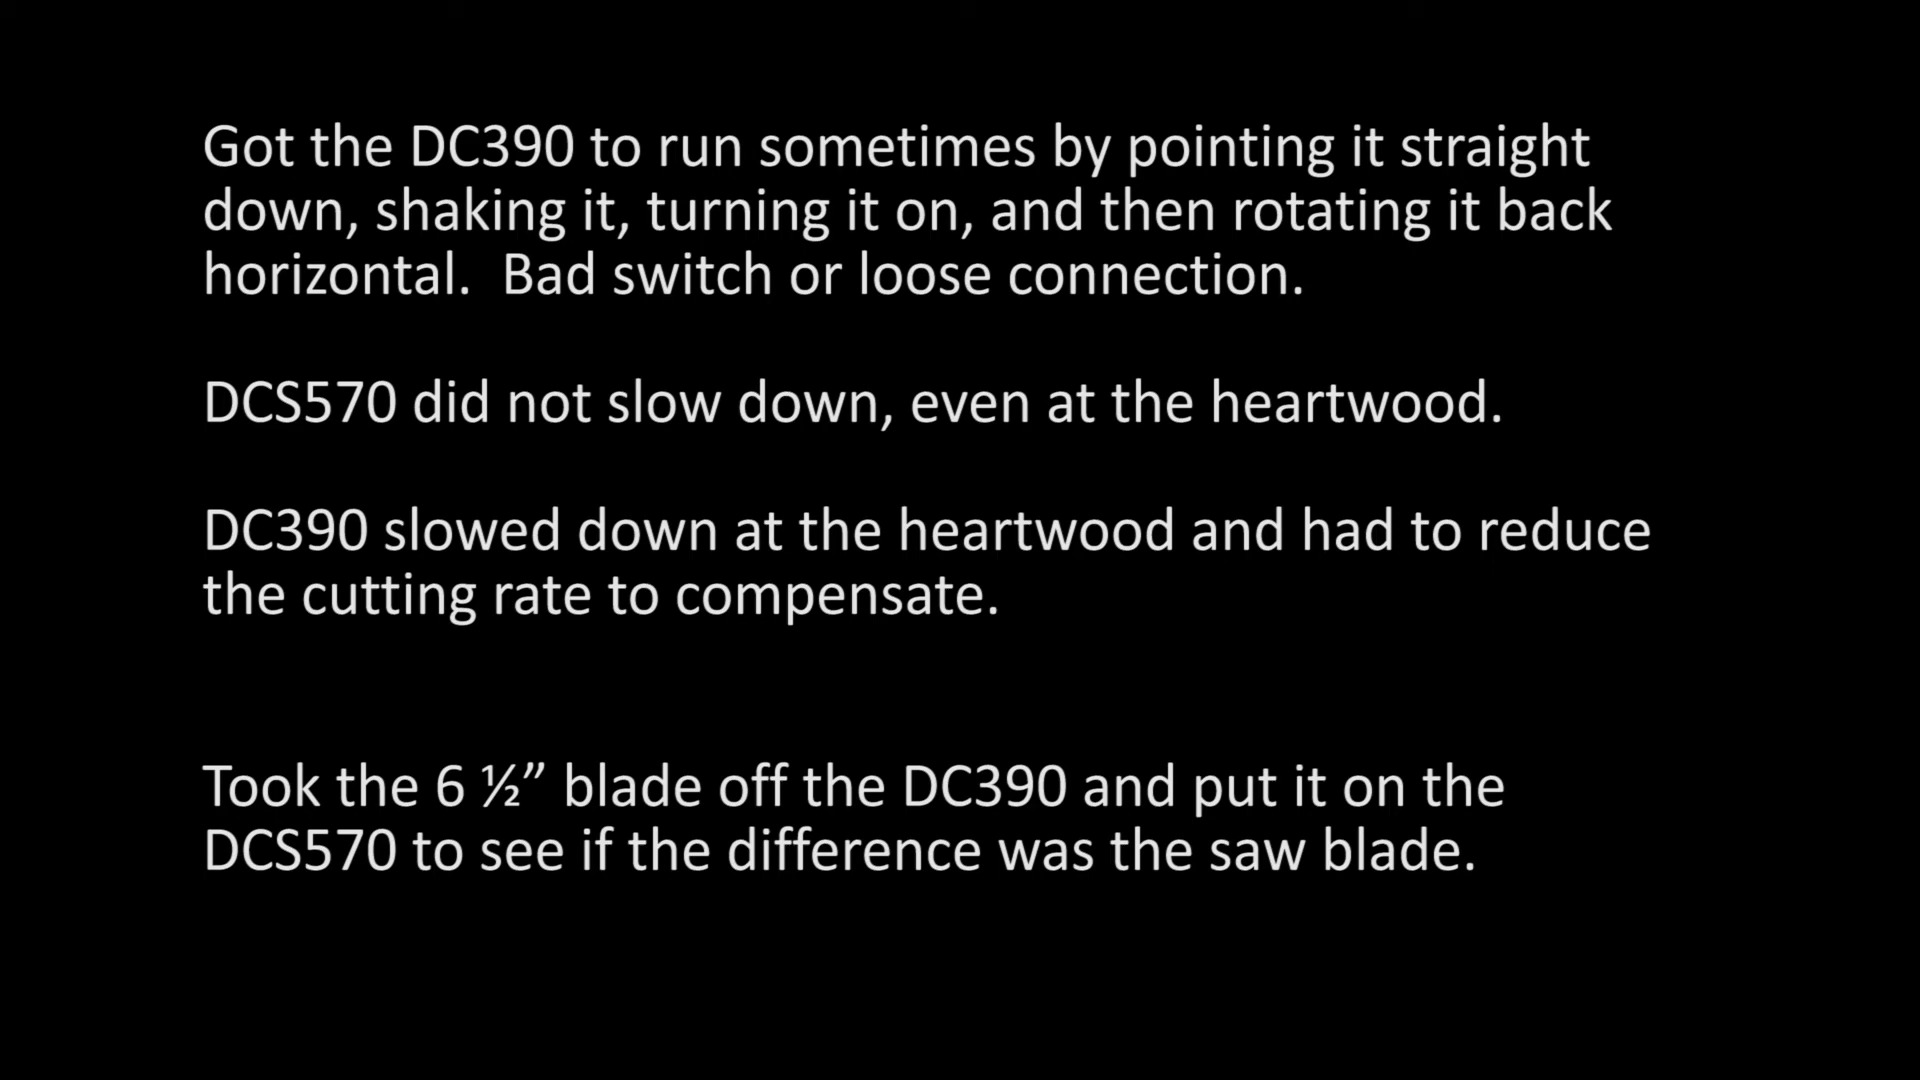 Got the DC390 to run sometimes by pointing it straight
down, shaking it, turning it on, and then rotating it back
horizontal.  Bad switch or loose connection.
DCS570 did not slow down, even at the heartwood.
DC390 slowed down at the heartwood and had to reduce
the cutting rate to compensate.
Took the 6 ½” blade off the DC390 and put it on the
DCS570 to see if the difference was the saw blade.